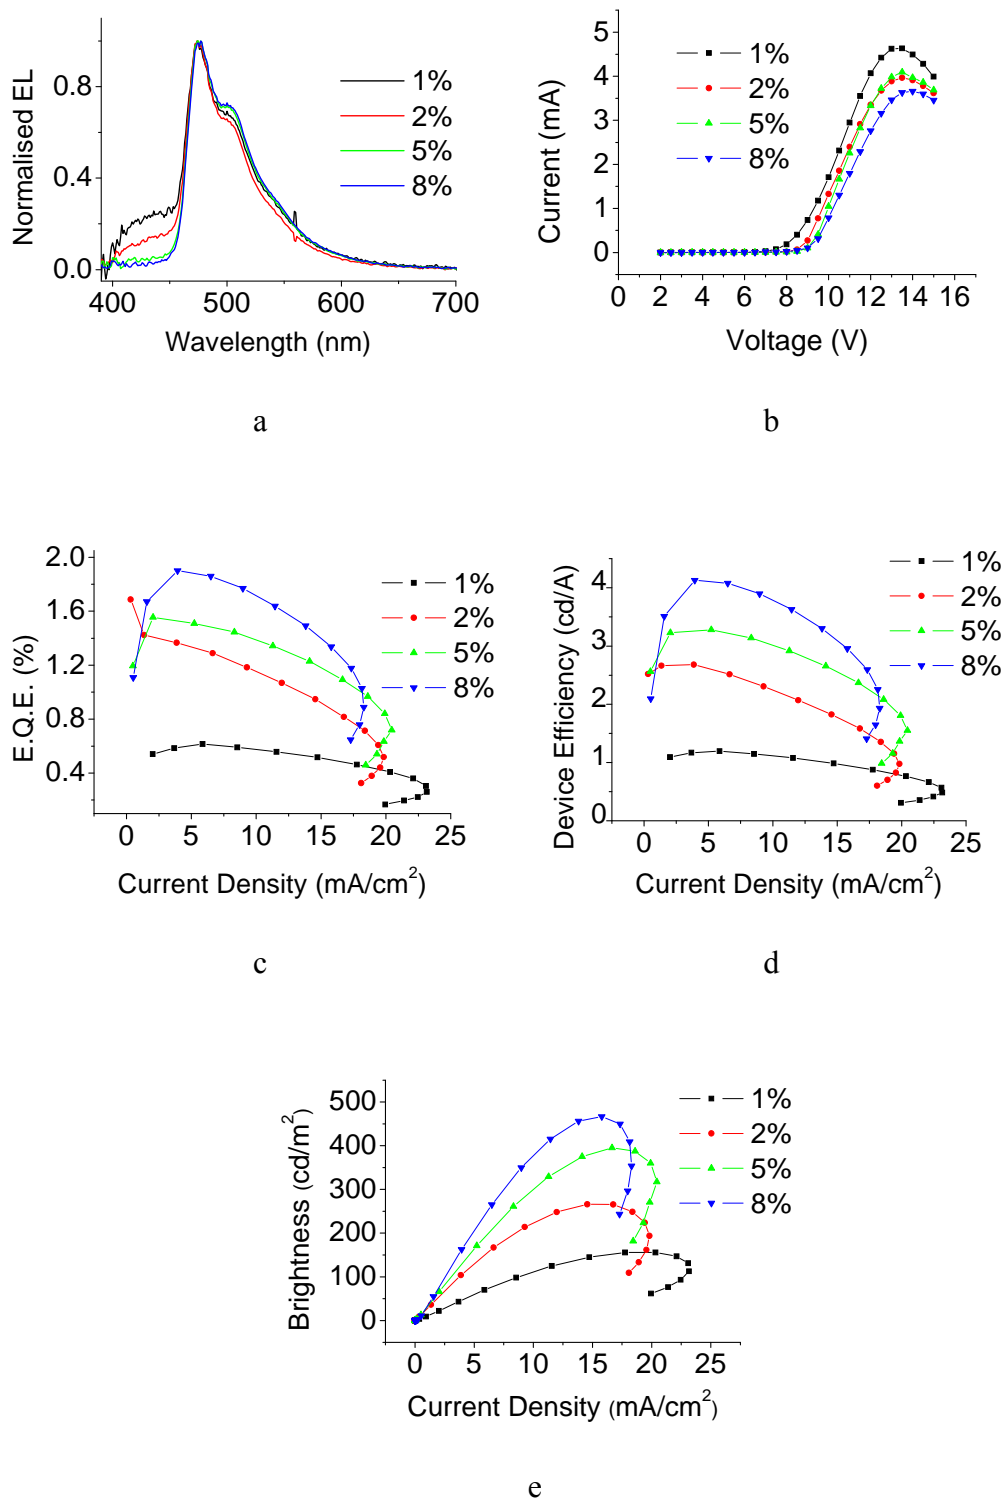 Normalised EL
0.8
0.4
0.0
400 500 600 700
Wavelength (nm)
1%
2%
5%
8%
a
Current (mA)
5
4
3
2
1
0
0 2 4 6 8 10 12 14 16
Voltage (V)
1%
2%
5%
8%
b
E.Q.E. (%)
2.0
1.6
1.2
0.8
0.4
0 5 10 15 20 25
Current Density (mA/cm²)
1%
2%
5%
8%
c
Device Efficiency (cd/A)
4
3
2
1
0
0 5 10 15 20 25
Current Density (mA/cm²)
1%
2%
5%
8%
d
Brightness (cd/m²)
500
400
300
200
100
0
0 5 10 15 20 25
Current Density (mA/cm²)
1%
2%
5%
8%
e